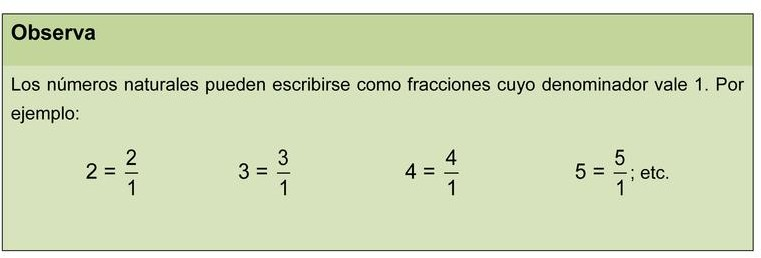 Observa
Los números naturales pueden escribirse como fracciones cuyo denominador vale 1. Por
ejemplo:
2 = 2/1 3 = 3/1 4 = 4/1 5 = 5/1; etc.